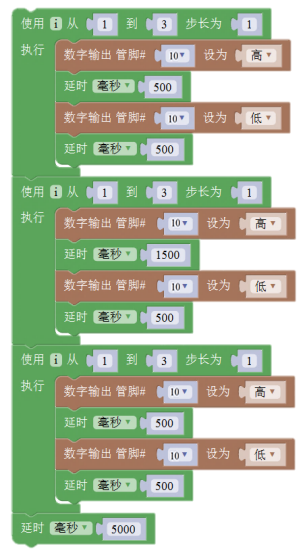 使用 i 从 1 到 3 步长为 1
执行 数字输出 管脚# 10 设为 高
延时 毫秒 500
数字输出 管脚# 10 设为 低
延时 毫秒 500
使用 i 从 1 到 3 步长为 1
执行 数字输出 管脚# 10 设为 高
延时 毫秒 1500
数字输出 管脚# 10 设为 低
延时 毫秒 500
使用 i 从 1 到 3 步长为 1
执行 数字输出 管脚# 10 设为 高
延时 毫秒 500
数字输出 管脚# 10 设为 低
延时 毫秒 500
延时 毫秒 5000